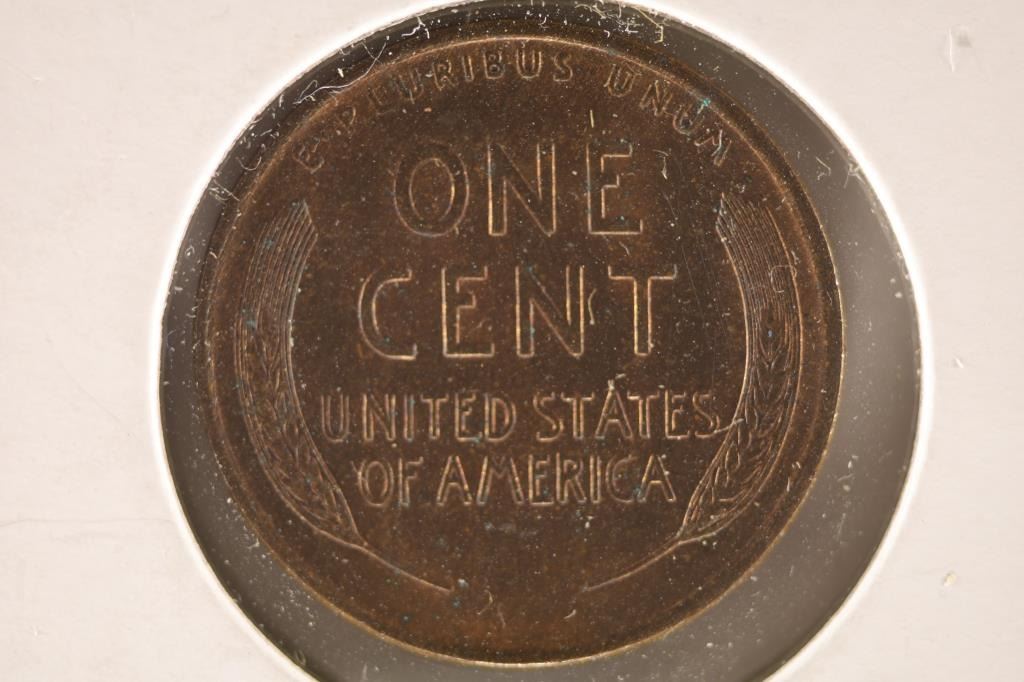 E PLURIBUS UNUM
ONE
CENT
UNITED STATES
OF AMERICA